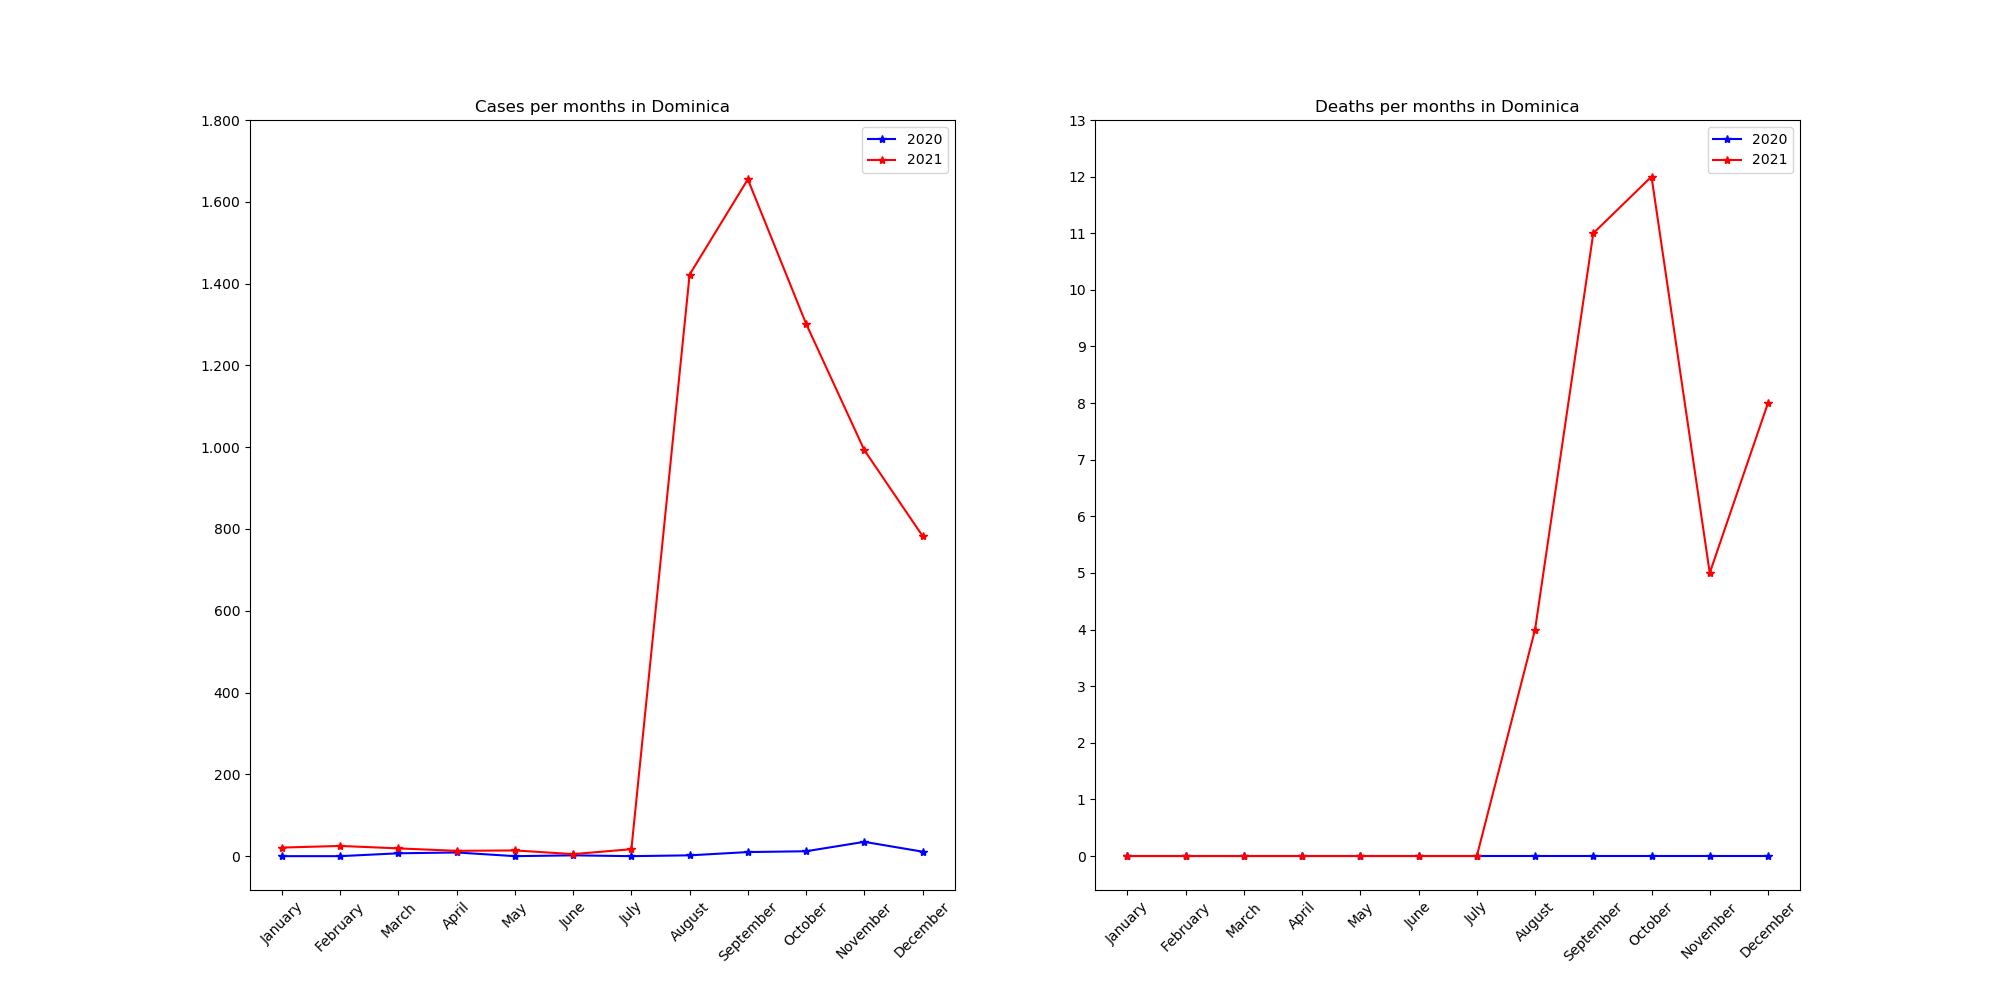 Cases per months in Dominica
1.800
1.600
1.400
1.200
1.000
800
600
400
200
0
2020
2021
January
February
March
April
May
June
July
August
September
October
November
December
Deaths per months in Dominica
13
12
11
10
9
8
7
6
5
4
3
2
1
0
2020
2021
January
February
March
April
May
June
July
August
September
October
November
December